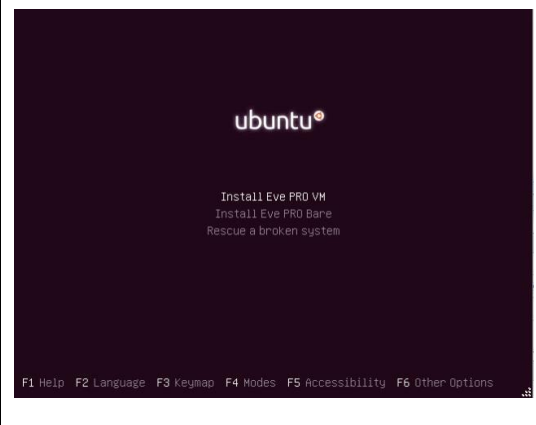 ubuntu
Install Eve PRO VM
Install Eve PRO Bare
Rescue a broken system
F1 Help F2 Language F3 Keymap F4 Modes F5 Accessibility F6 Other Options